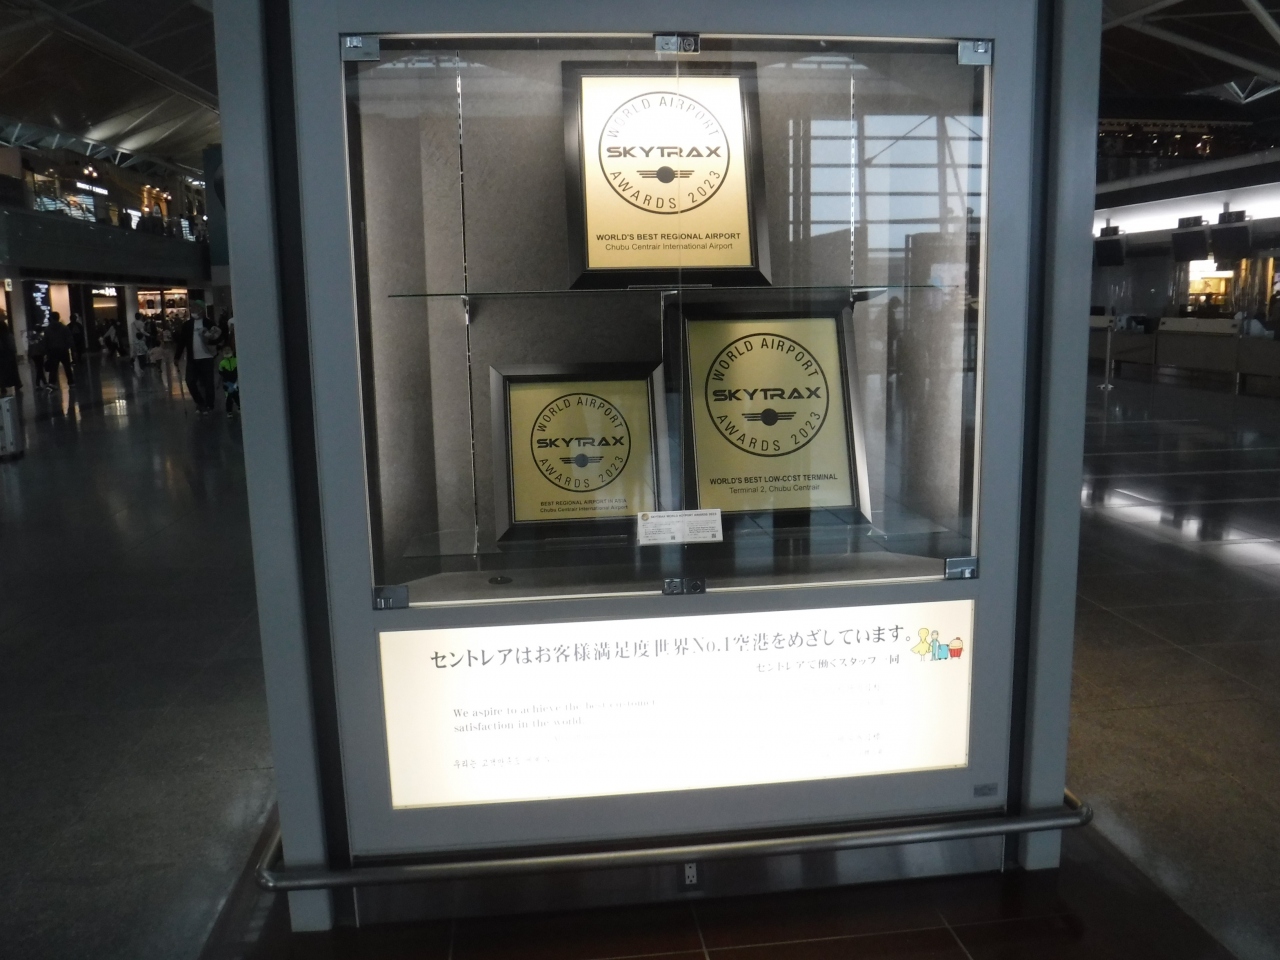 WORLD AIRPORT
SKYTRAX
AWARDS 2023
WORLD'S BEST REGIONAL AIRPORT
Chubu Centrair International Airport
WORLD AIRPORT
SKYTRAX
AWARDS 2023
BEST REGIONAL AIRPORT IN ASIA
Chubu Centrair International Airport
WORLD AIRPORT
SKYTRAX
AWARDS 2023
WORLD'S BEST LOW-COST TERMINAL
Terminal 2, Chubu Centrair
セントレアはお客様満足度世界No.1空港をめざしています。
セントレアで働くスタッフ一同
We aspire to achieve the best customer
satisfaction in the world.